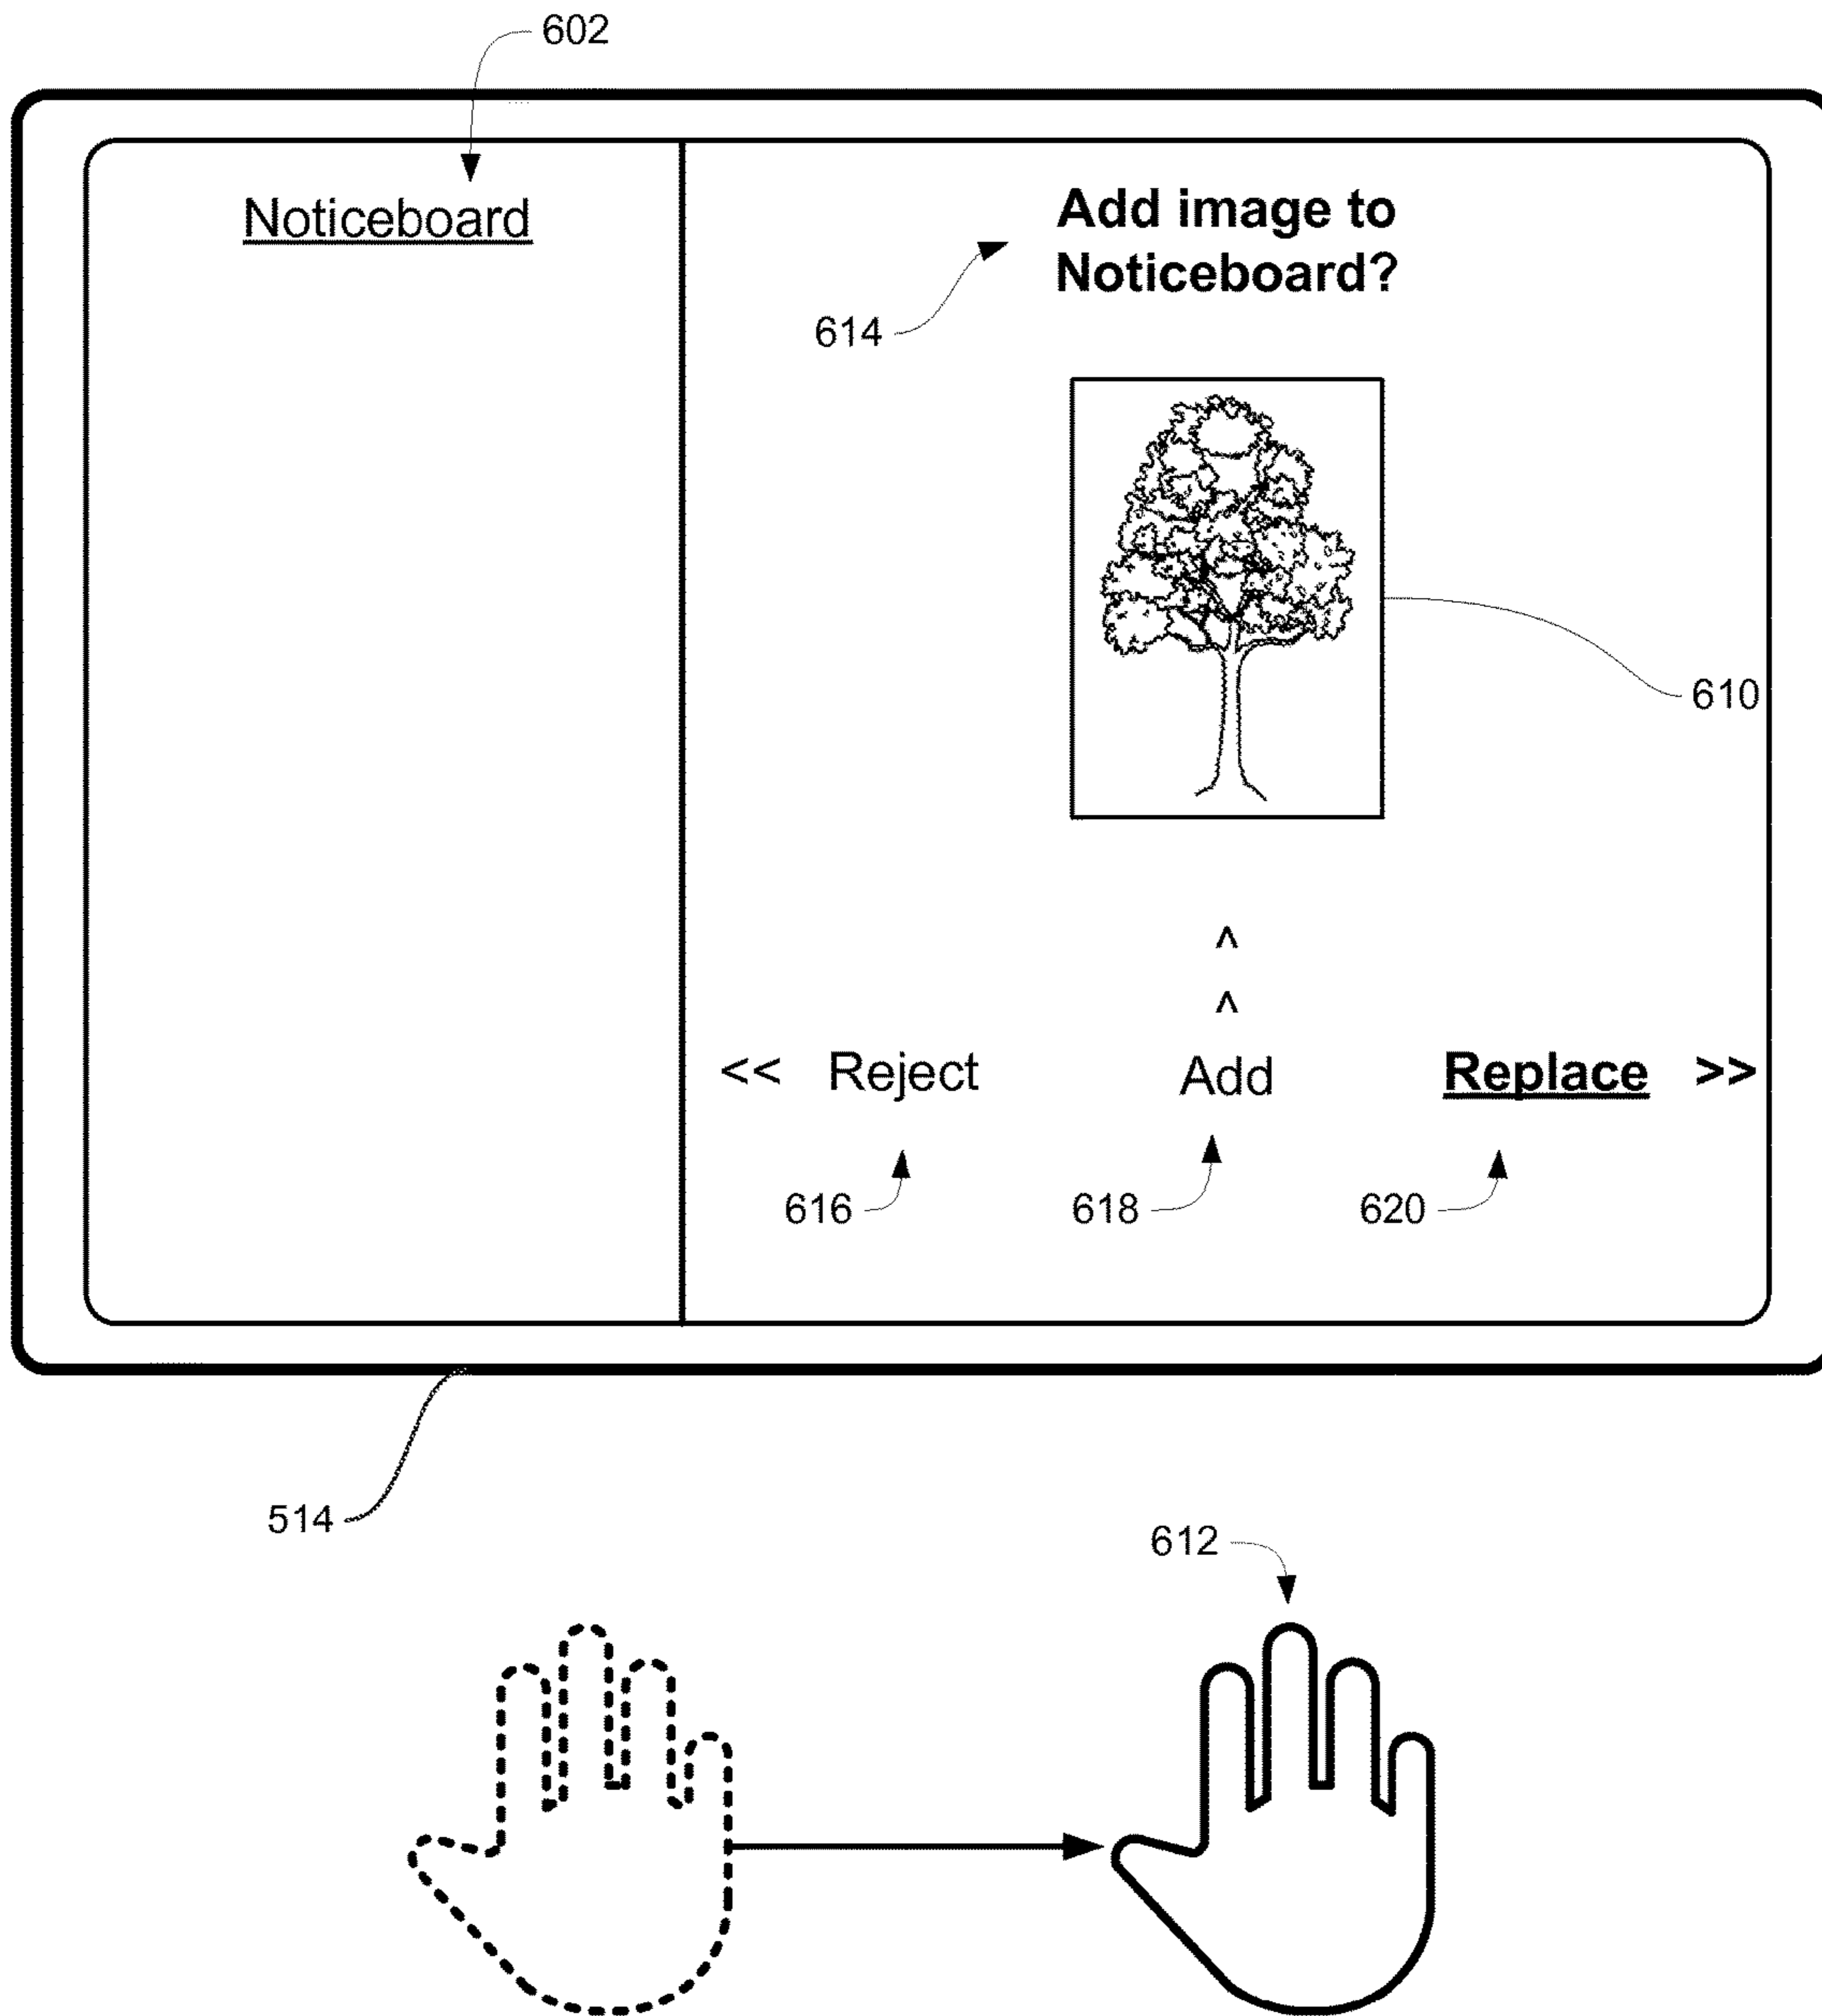 602
Noticeboard
Add image to
Noticeboard?
614
610
^
^
<< Reject Add Replace >>
616 618 620
514
612